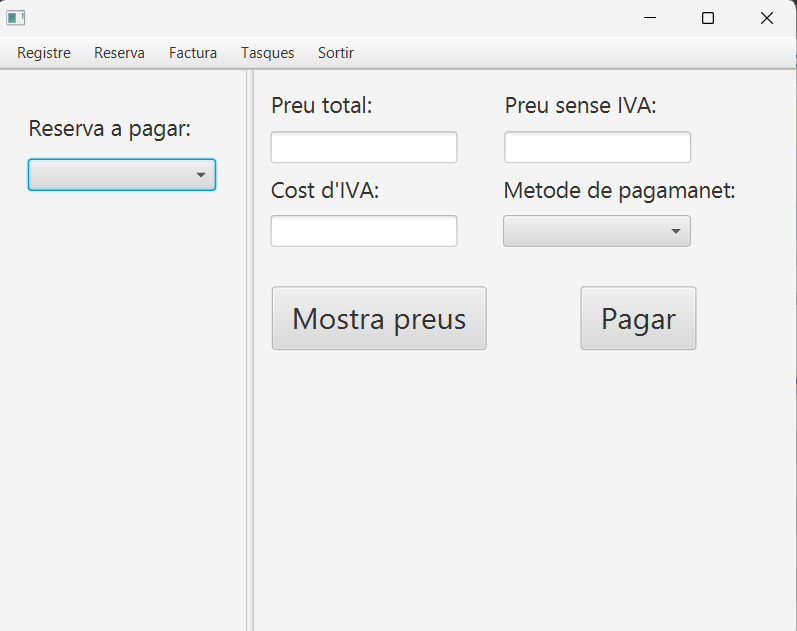 Registre Reserva Factura Tasques Sortir
Reserva a pagar:
Preu total: Preu sense IVA:
Cost d'IVA: Metode de pagamanet:
Mostra preus Pagar